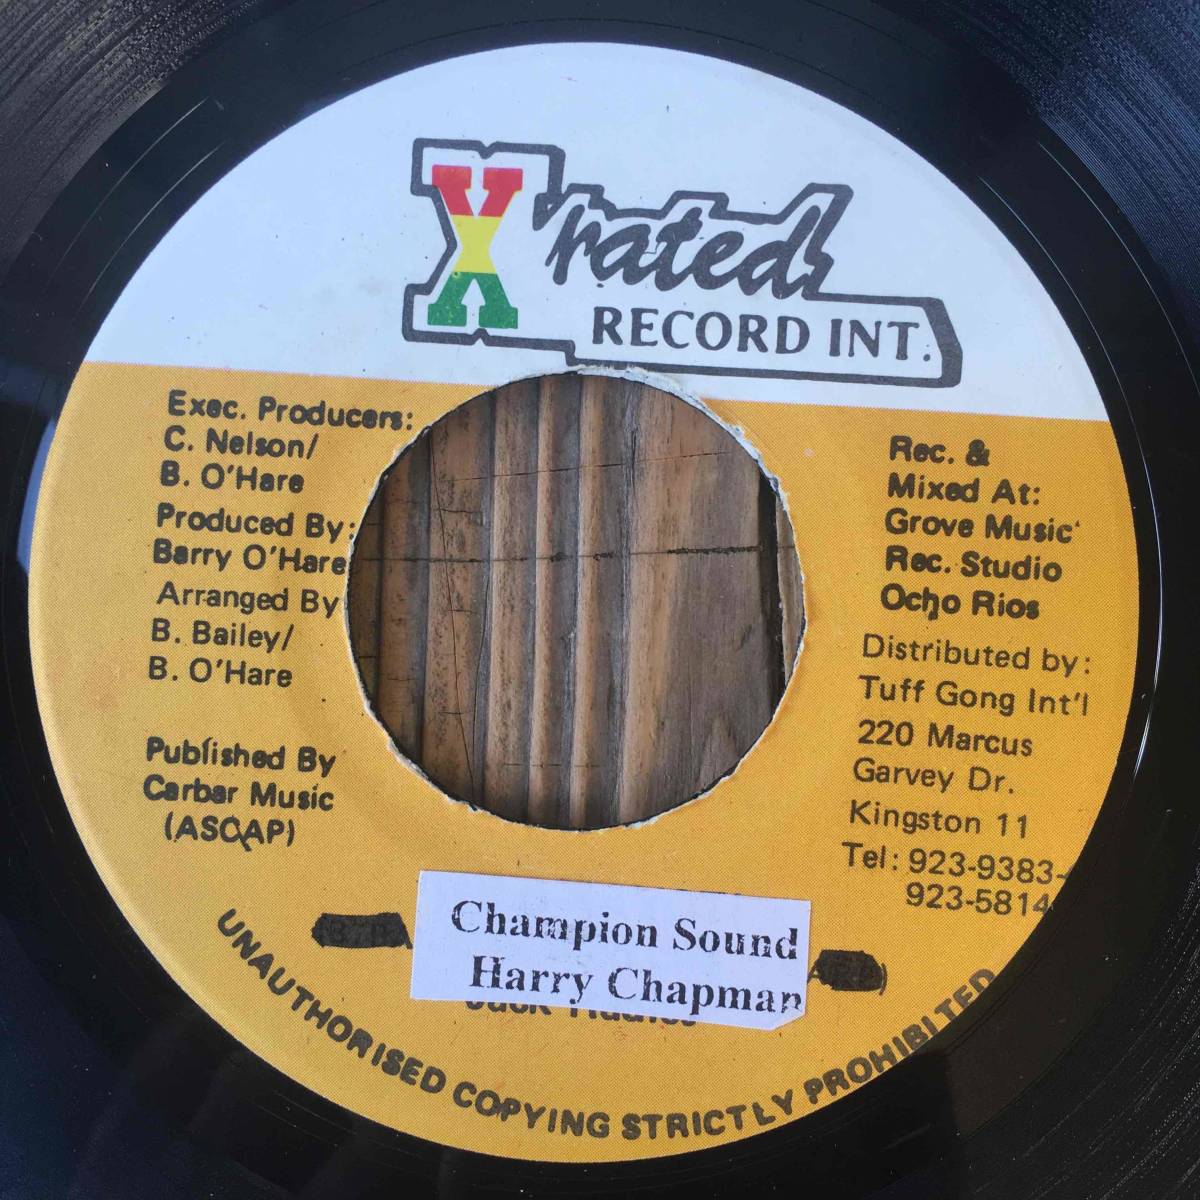 X rated
RECORD INT.
Exec. Producers:
C. Nelson/
B. O'Hare
Produced By:
Barry O'Hare
Arranged By
B. Bailey/
B. O'Hare
Published By
Carbar Music
(ASCAP)
Rec. &
Mixed At:
Grove Music
Rec. Studio
Ocho Rios
Distributed by:
Tuff Gong Int'l
220 Marcus
Garvey Dr.
Kingston 11
Tel: 923-9383-
923-5814
Champion Sound
Harry Chapman
UNAUTHORISED COPYING STRICTLY PROHIBITED